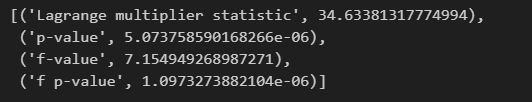 [('Lagrange multiplier statistic', 34.63381317774994),
('p-value', 5.073758590168266e-06),
('f-value', 7.154949268987271),
('f p-value', 1.0973273882104e-06)]